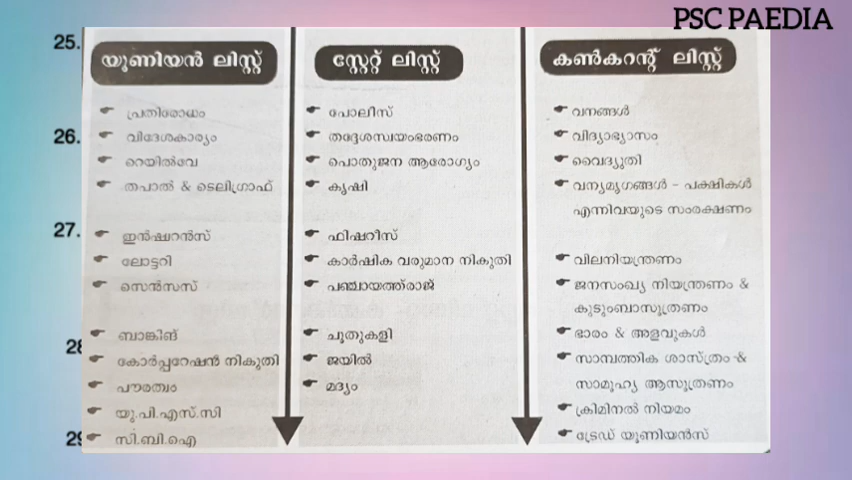 PSC PAEDIA
25.
26.
27.
28
29
യൂണിയൻ ലിസ്റ്റ്
പ്രതിരോധം
വിദേശകാര്യം
റെയിൽവേ
തപാൽ & ടെലിഗ്രാഫ്
ഇൻഷ്വറൻസ്
ലോട്ടറി
സെൻസസ്
ബാങ്കിങ്
കോർപ്പറേഷൻ നികുതി
പൗരത്വം
യു.പി.എസ്.സി
സി.ബി.ഐ
സ്റ്റേറ്റ് ലിസ്റ്റ്
പോലീസ്
തദ്ദേശസ്വയംഭരണം
പൊതുജന ആരോഗ്യം
കൃഷി
ഫിഷറീസ്
കാർഷിക വരുമാന നികുതി
പഞ്ചായത്ത്‌രാജ്
ചൂതുകളി
ജയിൽ
മദ്യം
കൺകറന്റ് ലിസ്റ്റ്
വനങ്ങൾ
വിദ്യാഭ്യാസം
വൈദ്യുതി
വന്യമൃഗങ്ങൾ - പക്ഷികൾ
എന്നിവയുടെ സംരക്ഷണം
വിലനിയന്ത്രണം
ജനസംഖ്യ നിയന്ത്രണം &
കുടുംബാസൂത്രണം
ഭാരം & അളവുകൾ
സാമ്പത്തിക ശാസ്ത്രം &
സാമൂഹ്യ ആസൂത്രണം
ക്രിമിനൽ നിയമം
ട്രേഡ് യൂണിയൻസ്